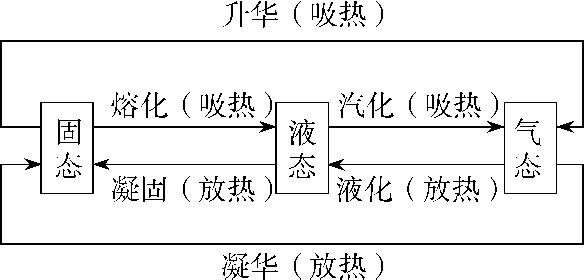 升华（吸热）
熔化（吸热）
汽化（吸热）
固态
液态
气态
凝固（放热）
液化（放热）
凝华（放热）